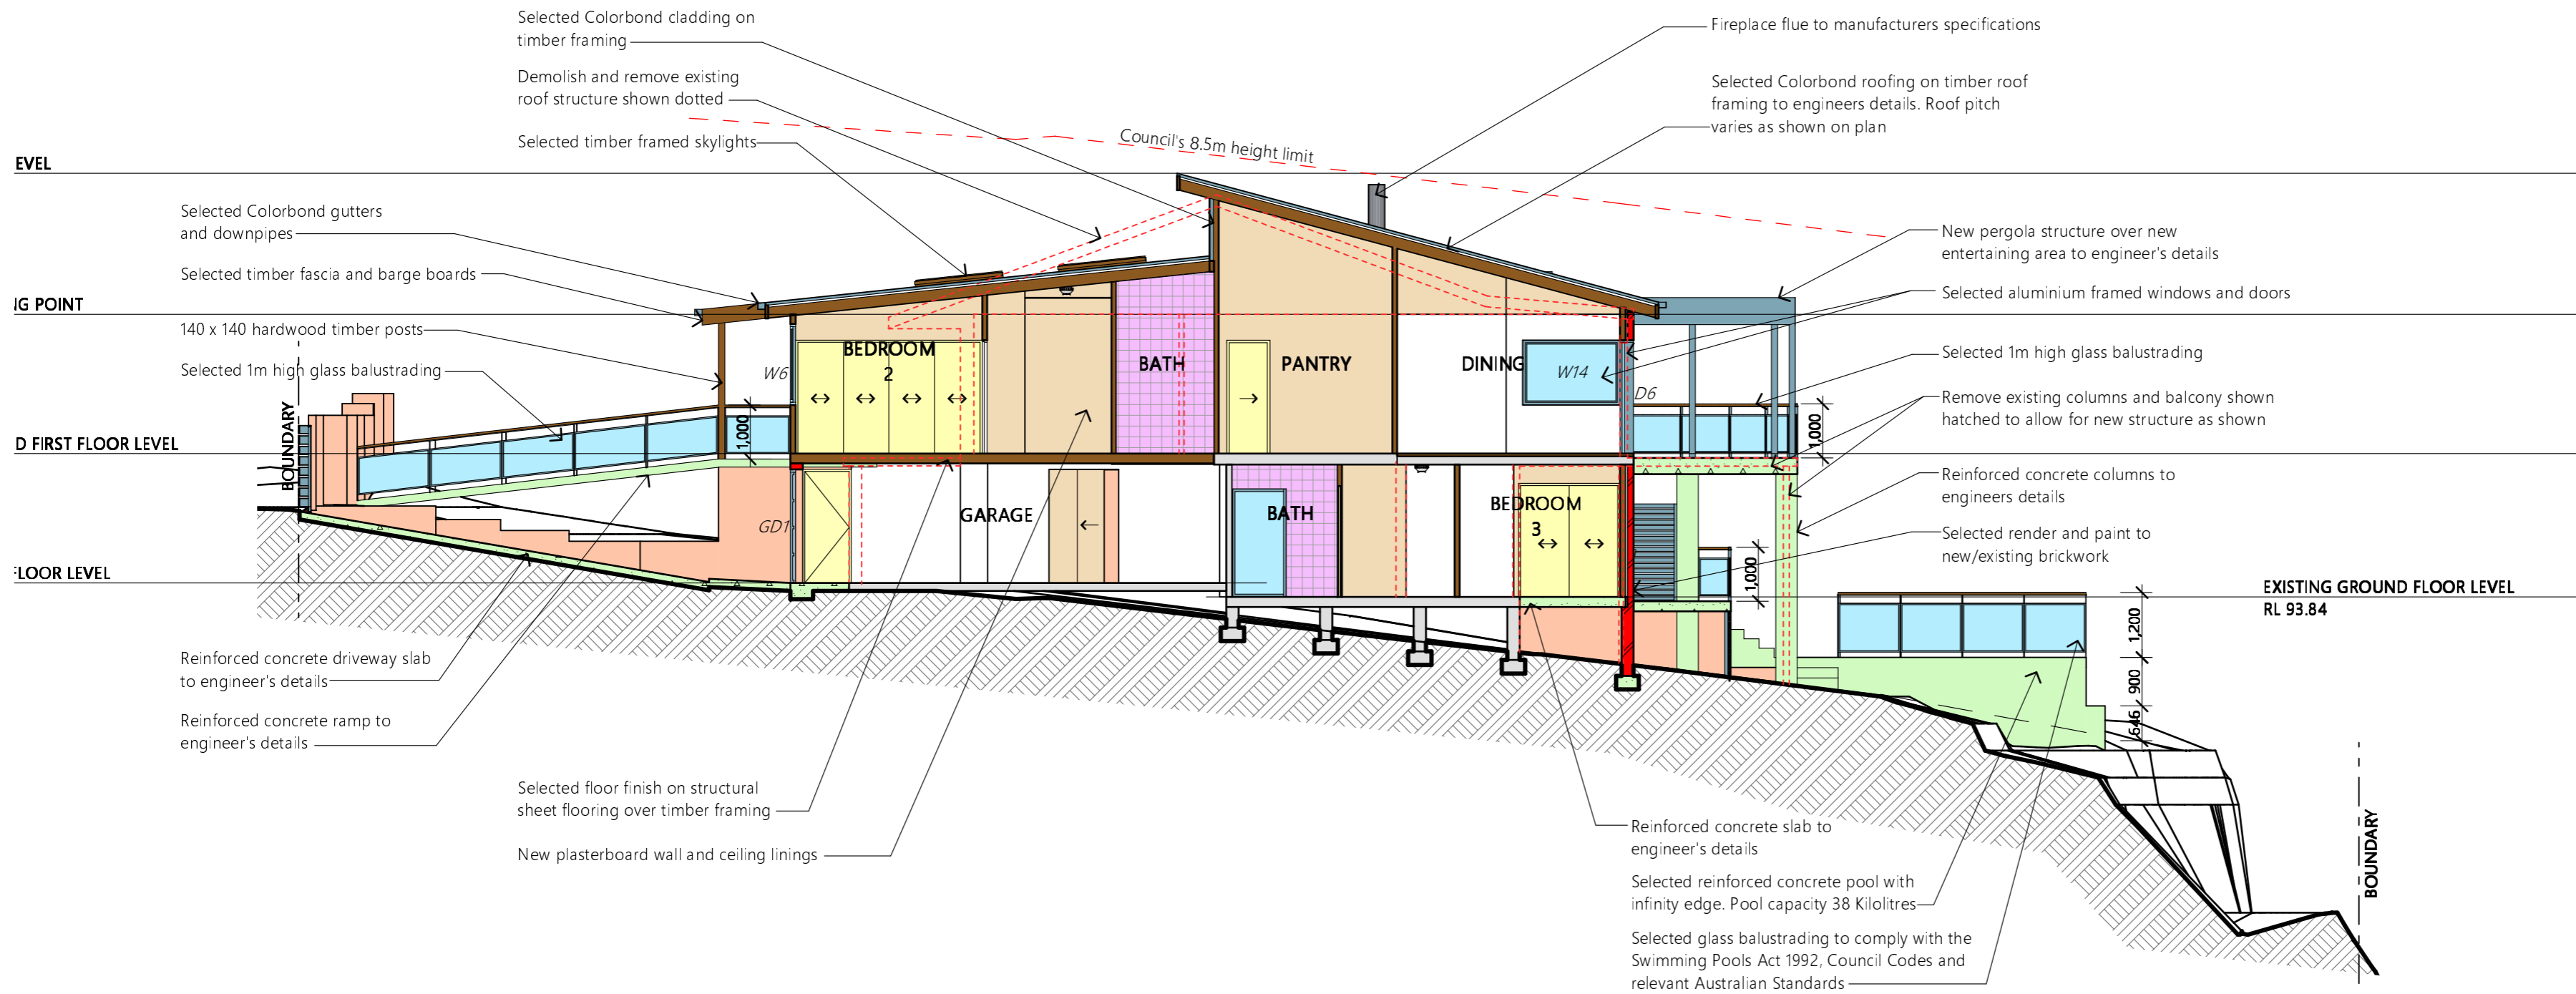 Selected Colorbond cladding on
timber framing
Demolish and remove existing
roof structure shown dotted
Selected timber framed skylights
Fireplace flue to manufacturers specifications
Selected Colorbond roofing on timber roof
framing to engineers details. Roof pitch
varies as shown on plan
Council's 8.5m height limit
EVEL
Selected Colorbond gutters
and downpipes
Selected timber fascia and barge boards
NG POINT
140 x 140 hardwood timber posts
Selected 1m high glass balustrading
BOUNDARY
D FIRST FLOOR LEVEL
FLOOR LEVEL
New pergola structure over new
entertaining area to engineer's details
Selected aluminium framed windows and doors
Selected 1m high glass balustrading
Remove existing columns and balcony shown
hatched to allow for new structure as shown
Reinforced concrete columns to
engineers details
Selected render and paint to
new/existing brickwork
W6
BEDROOM
2
BATH
PANTRY
DINING
W14
D6
1,000
1,000
GD1
GARAGE
BATH
BEDROOM
3
1,000
EXISTING GROUND FLOOR LEVEL
RL 93.84
1,200
900
646
Reinforced concrete driveway slab
to engineer's details
Reinforced concrete ramp to
engineer's details
Selected floor finish on structural
sheet flooring over timber framing
New plasterboard wall and ceiling linings
Reinforced concrete slab to
engineer's details
Selected reinforced concrete pool with
infinity edge. Pool capacity 38 Kilolitres
Selected glass balustrading to comply with the
Swimming Pools Act 1992, Council Codes and
relevant Australian Standards
BOUNDARY